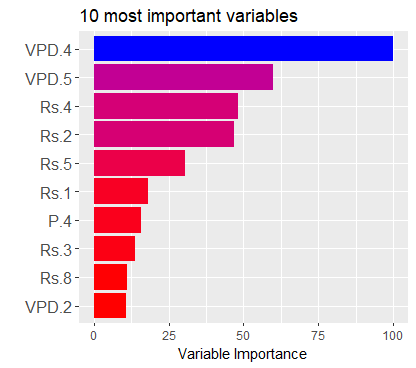 10 most important variables
VPD.4
VPD.5
Rs.4
Rs.2
Rs.5
Rs.1
P.4
Rs.3
Rs.8
VPD.2
0 25 50 75 100
Variable Importance